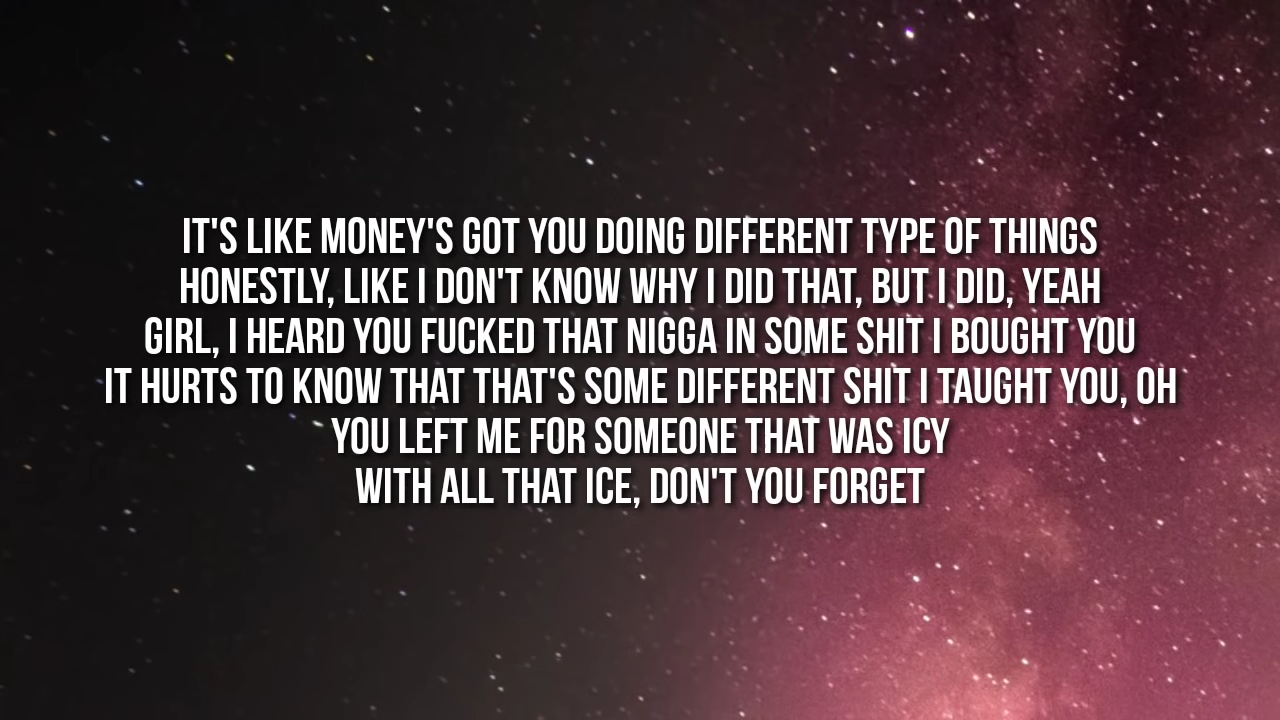 IT'S LIKE MONEY'S GOT YOU DOING DIFFERENT TYPE OF THINGS
HONESTLY, LIKE I DON'T KNOW WHY I DID THAT, BUT I DID, YEAH
GIRL, I HEARD YOU FUCKED THAT NIGGA IN SOME SHIT I BOUGHT YOU
IT HURTS TO KNOW THAT THAT'S SOME DIFFERENT SHIT I TAUGHT YOU, OH
YOU LEFT ME FOR SOMEONE THAT WAS ICY
WITH ALL THAT ICE, DON'T YOU FORGET